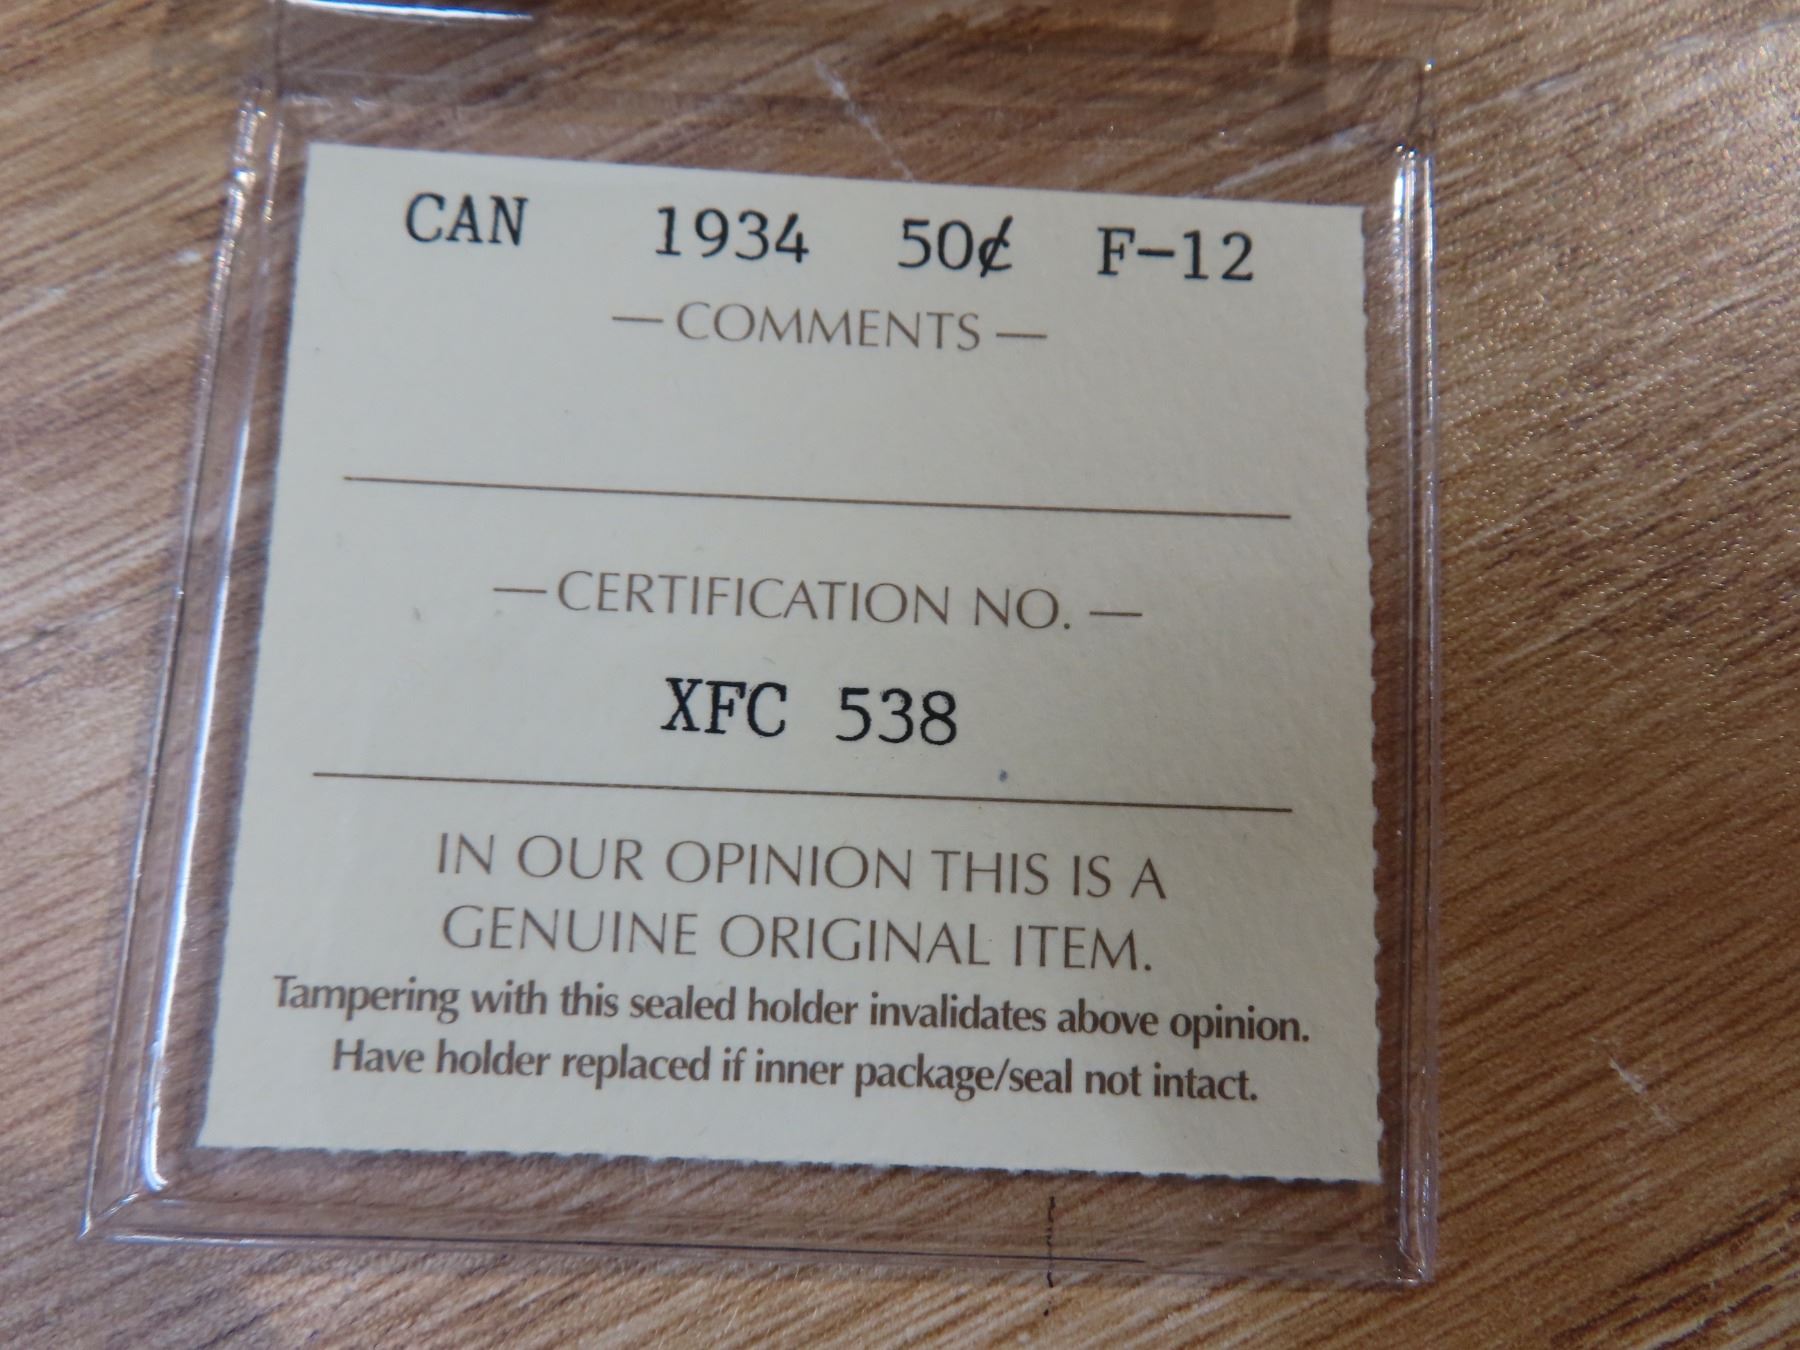 CAN 1934 50¢ F-12
— COMMENTS —
— CERTIFICATION NO. —
XFC 538
IN OUR OPINION THIS IS A
GENUINE ORIGINAL ITEM.
Tampering with this sealed holder invalidates above opinion.
Have holder replaced if inner package/seal not intact.